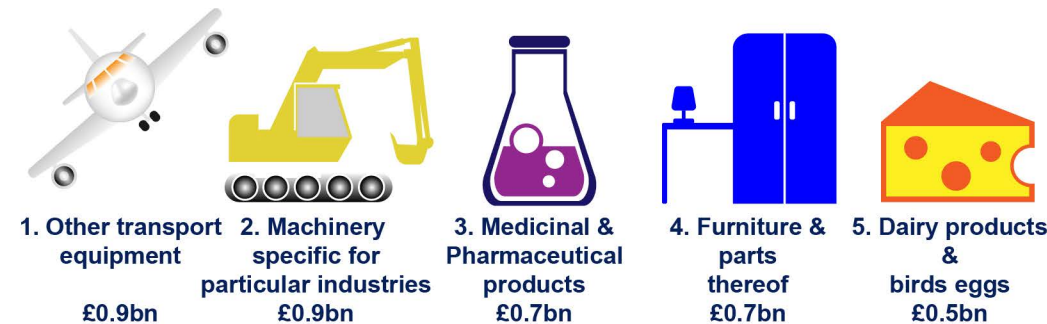 1. Other transport
equipment
£0.9bn
2. Machinery
specific for
particular industries
£0.9bn
3. Medicinal &
Pharmaceutical
products
£0.7bn
4. Furniture &
parts
thereof
£0.7bn
5. Dairy products
&
birds eggs
£0.5bn